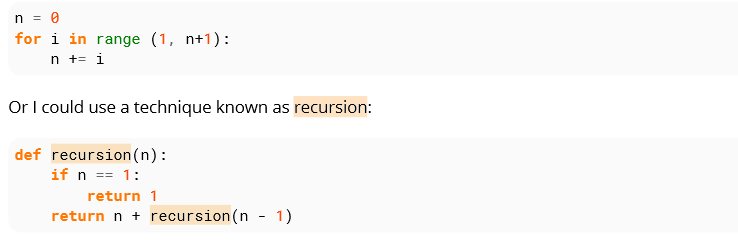 n = 0
for i in range (1, n+1):
    n += i
Or I could use a technique known as recursion:
def recursion(n):
    if n == 1:
        return 1
    return n + recursion(n - 1)